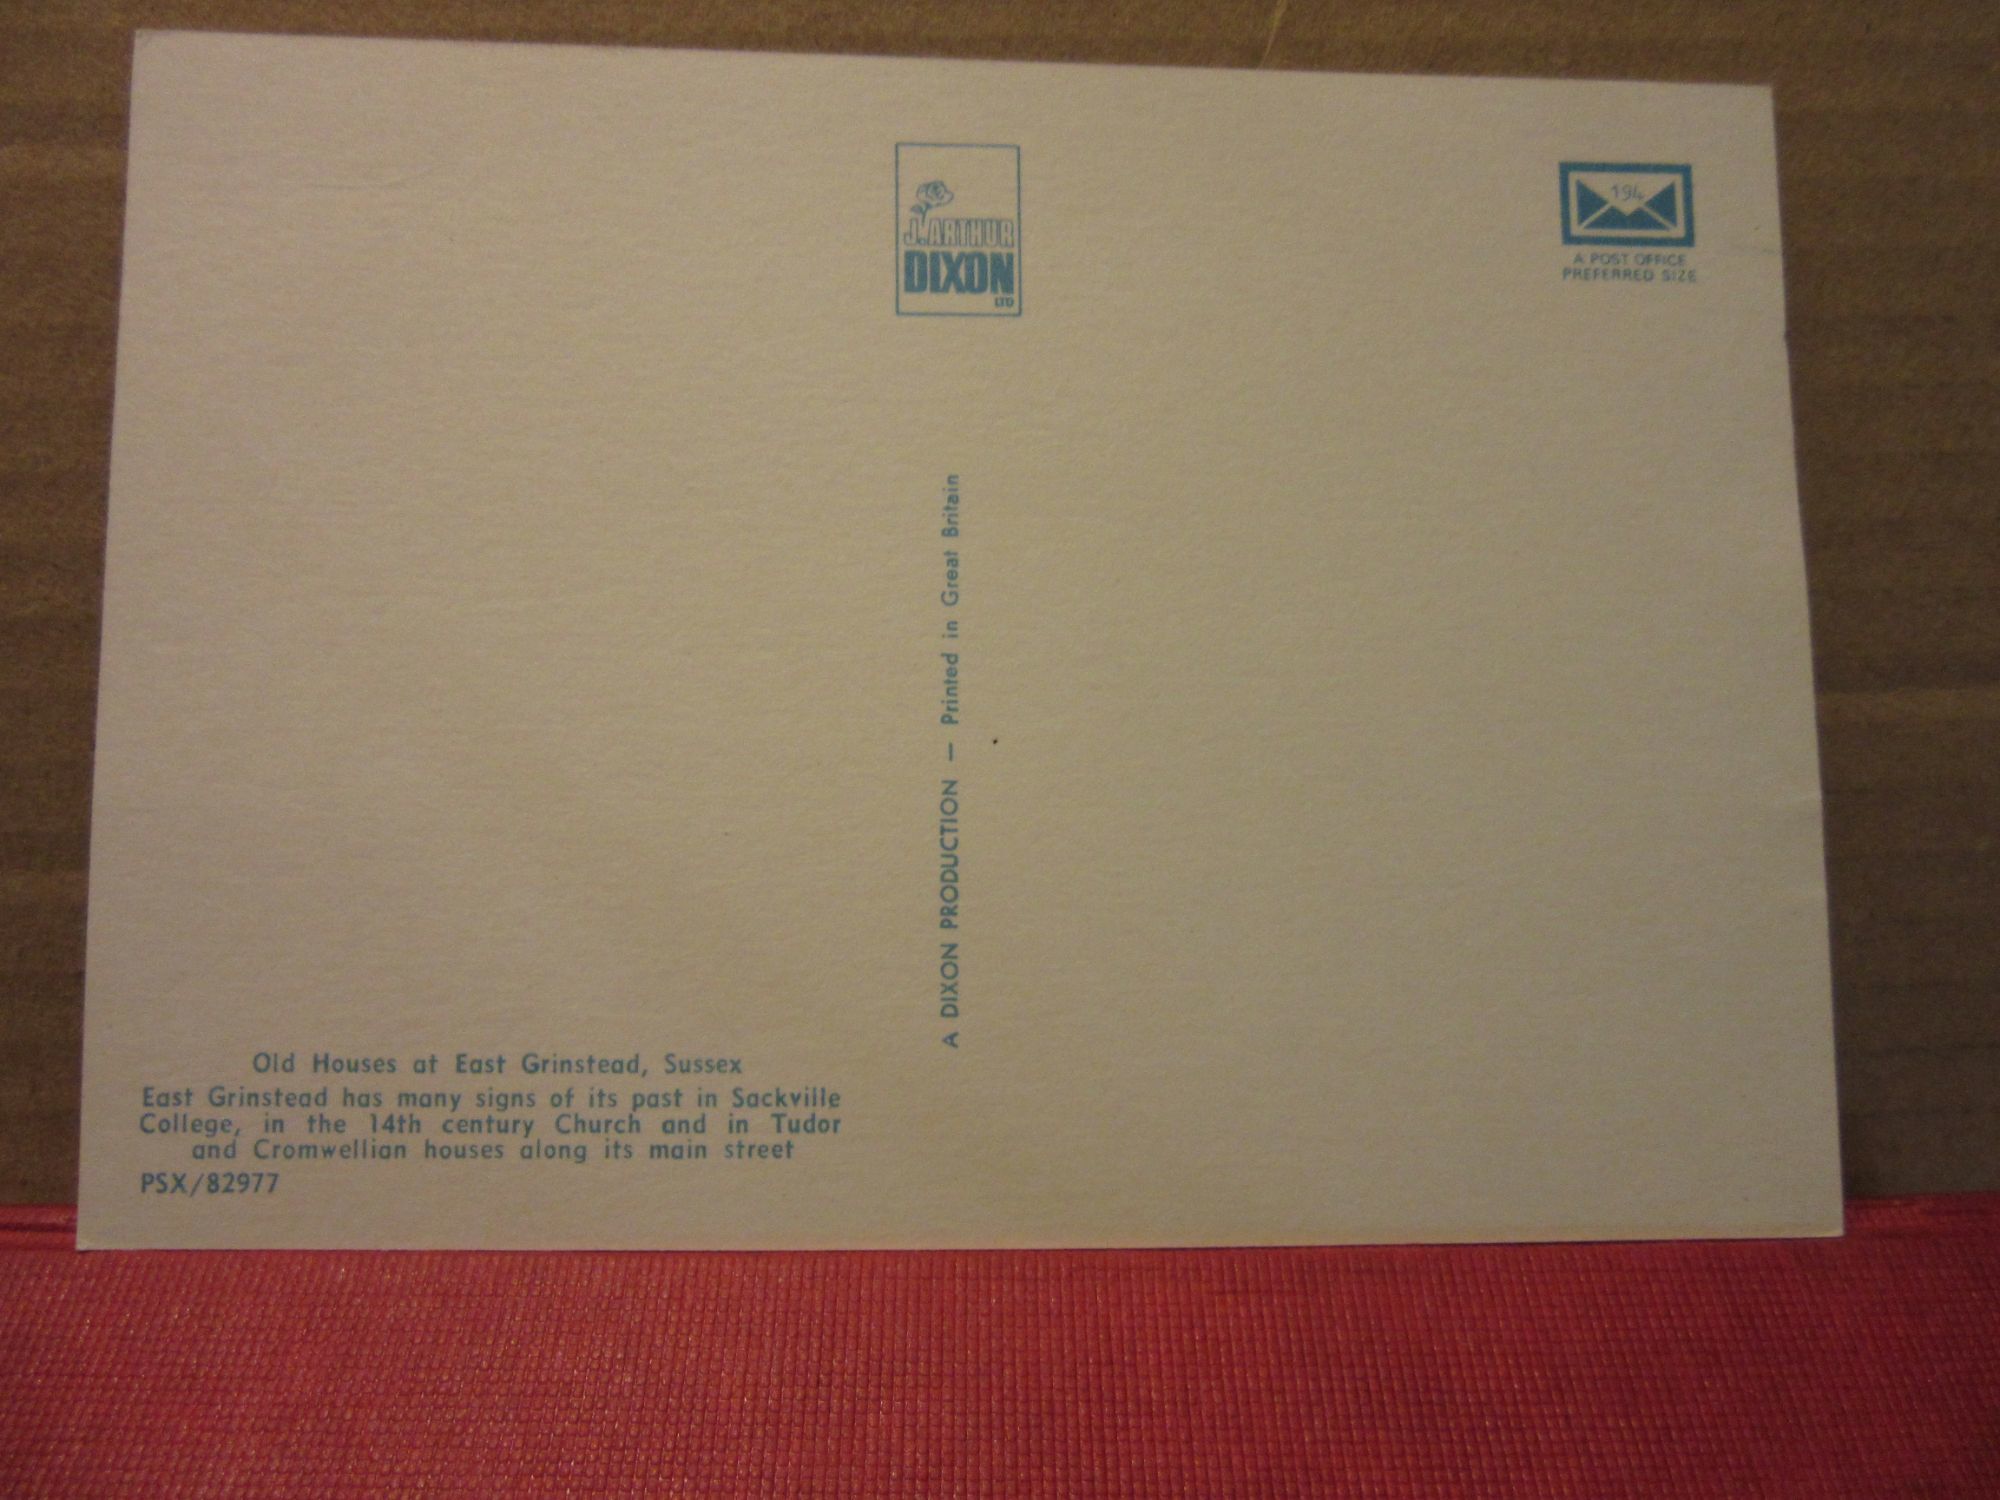 J. ARTHUR
DIXON
LTD
194
A POST OFFICE
PREFERRED SIZE
A DIXON PRODUCTION — Printed in Great Britain
Old Houses at East Grinstead, Sussex
East Grinstead has many signs of its past in Sackville
College, in the 14th century Church and in Tudor
and Cromwellian houses along its main street
PSX/82977